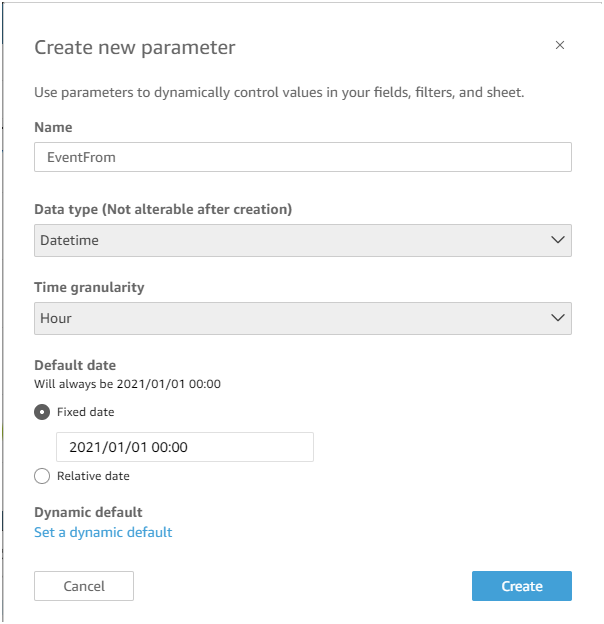 Create new parameter
Use parameters to dynamically control values in your fields, filters, and sheet.
Name
EventFrom
Data type (Not alterable after creation)
Datetime
Time granularity
Hour
Default date
Will always be 2021/01/01 00:00
Fixed date
2021/01/01 00:00
Relative date
Dynamic default
Set a dynamic default
Cancel
Create